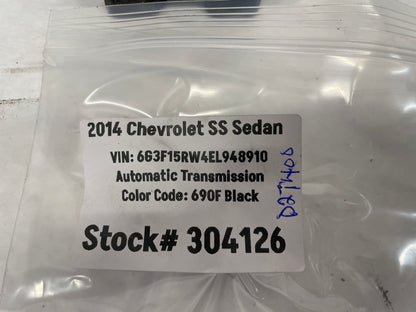 2014 Chevrolet SS Sedan
VIN: 6G3F15RW4EL948910
Automatic Transmission
Color Code: 690F Black
Stock# 304126